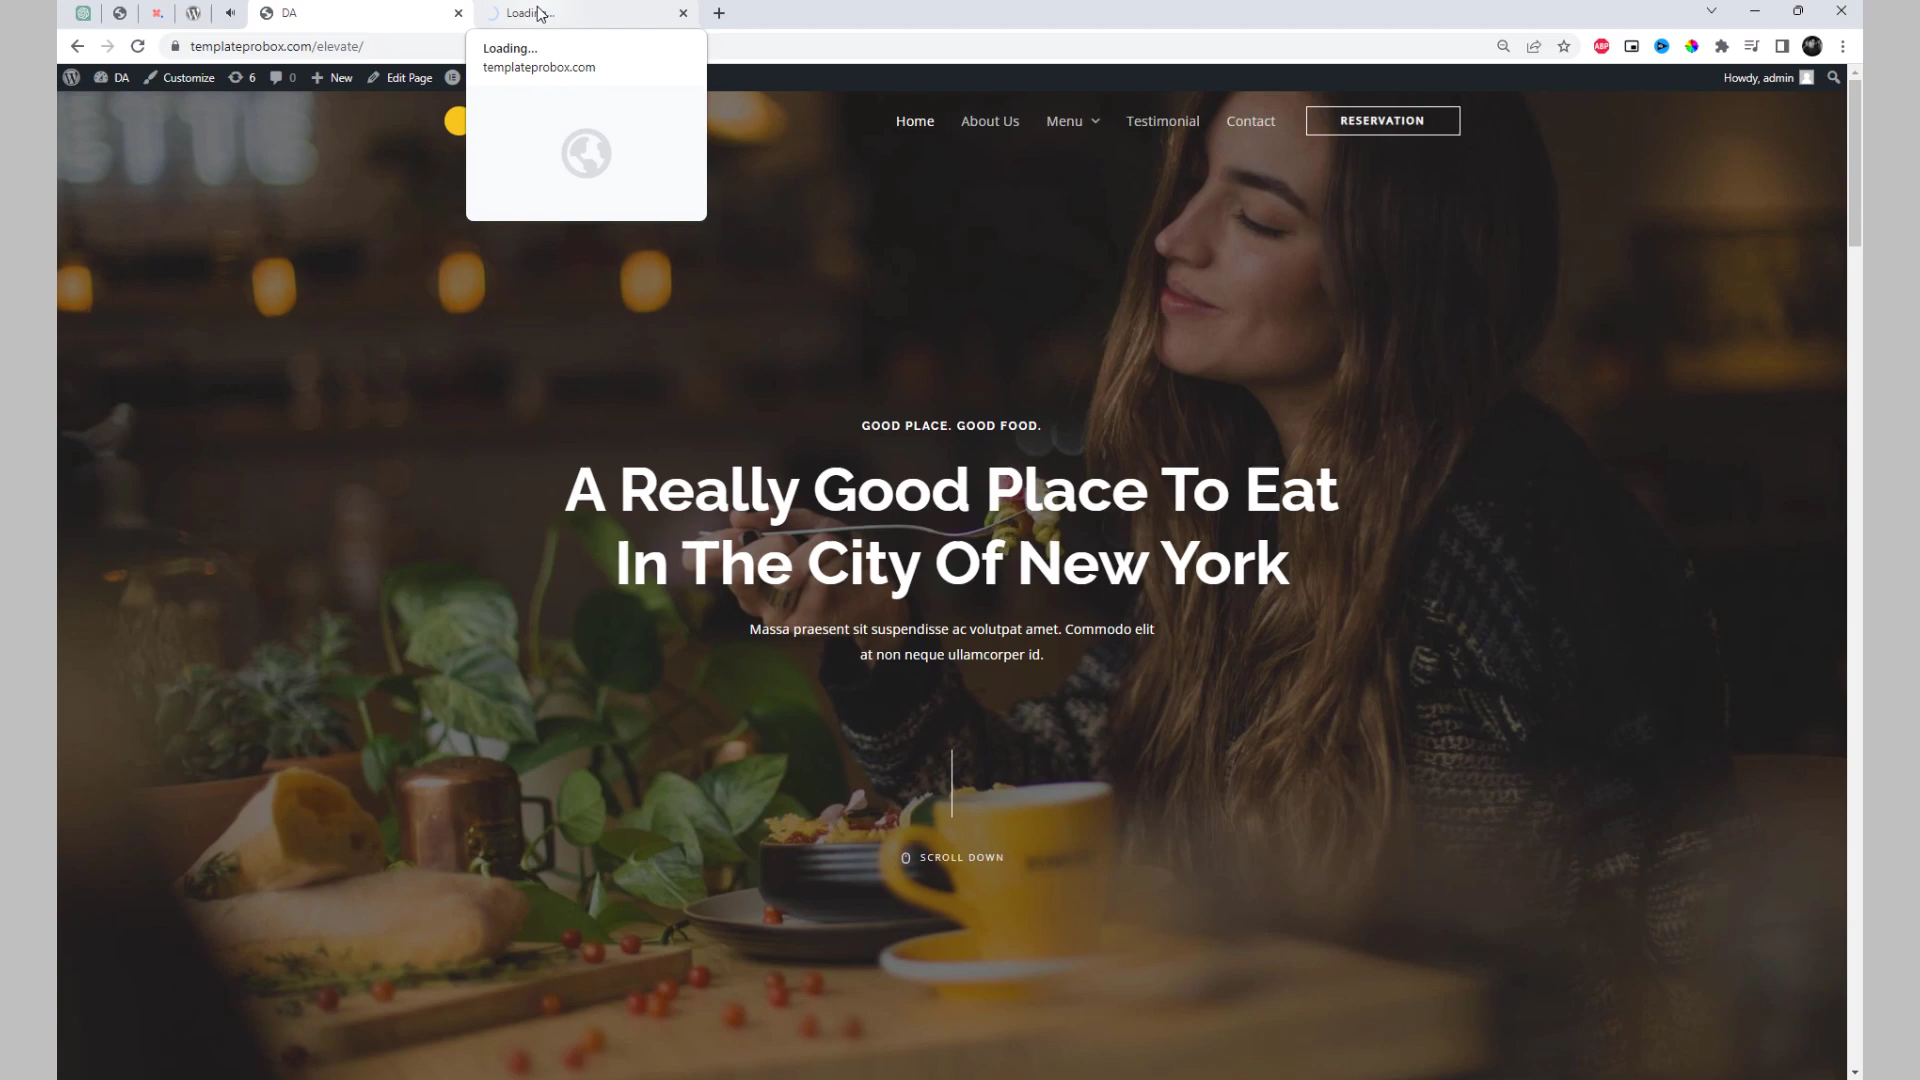 DA
Loading...
templateprobox.com/elevate/
ABP
Loading...
templateprobox.com
DA
Customize
6
0
New
Edit Page
Howdy, admin
Home
About Us
Menu
Testimonial
Contact
RESERVATION
GOOD PLACE. GOOD FOOD.
A Really Good Place To Eat
In The City Of New York
Massa praesent sit suspendisse ac volutpat amet. Commodo elit
at non neque ullamcorper id.
SCROLL DOWN